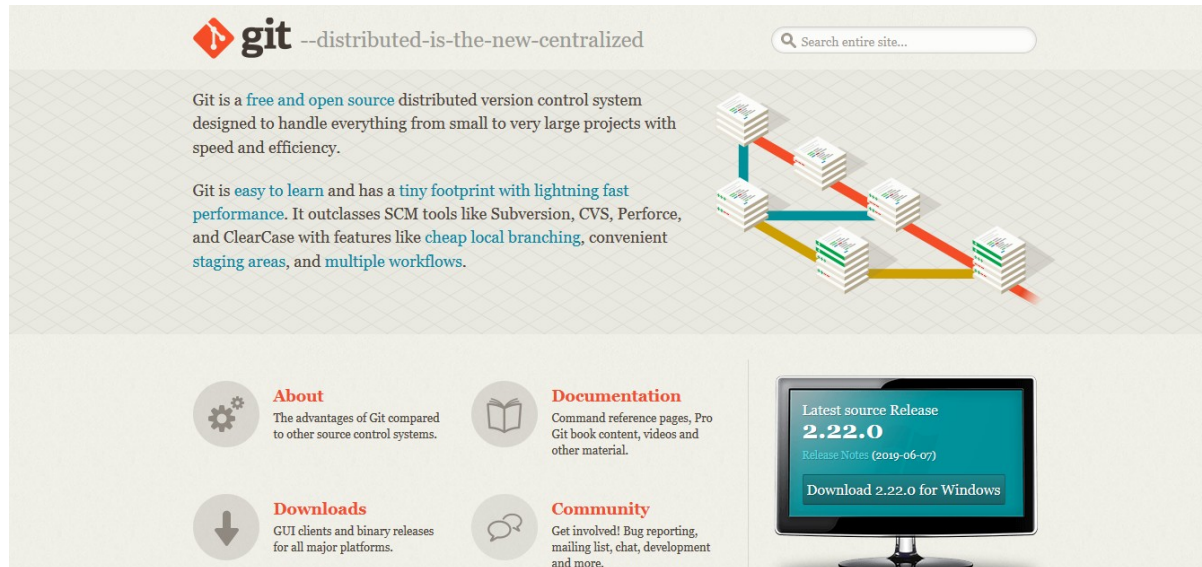 git --distributed-is-the-new-centralized
Search entire site...
Git is a free and open source distributed version control system
designed to handle everything from small to very large projects with
speed and efficiency.
Git is easy to learn and has a tiny footprint with lightning fast
performance. It outclasses SCM tools like Subversion, CVS, Perforce,
and ClearCase with features like cheap local branching, convenient
staging areas, and multiple workflows.
About
The advantages of Git compared
to other source control systems.
Documentation
Command reference pages, Pro
Git book content, videos and
other material.
Downloads
GUI clients and binary releases
for all major platforms.
Community
Get involved! Bug reporting,
mailing list, chat, development
and more.
Latest source Release
2.22.0
Release Notes (2019-06-07)
Download 2.22.0 for Windows